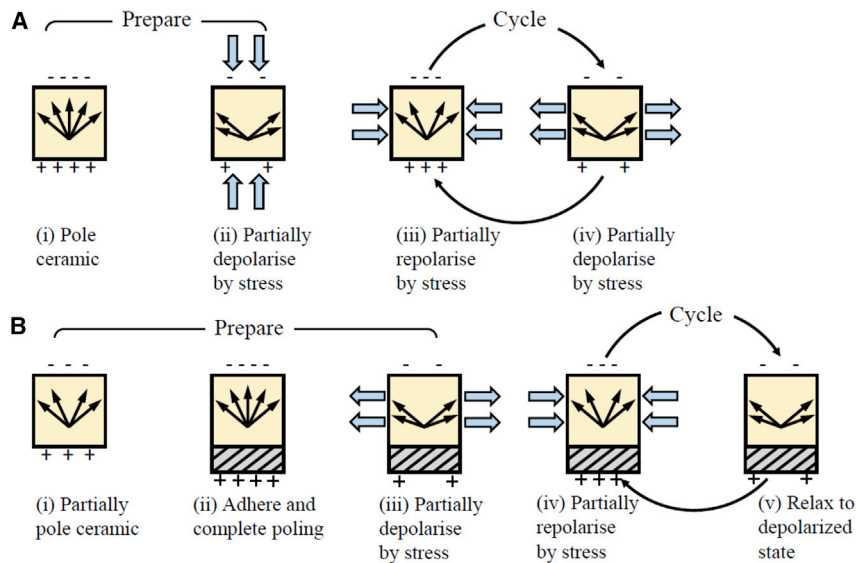 A
Prepare
Cycle
- - - -
- -
- - -
- -
+ + + +
+ +
+ + +
+ +
(i) Pole
ceramic
(ii) Partially
depolarise
by stress
(iii) Partially
repolarise
by stress
(iv) Partially
depolarise
by stress
B
Prepare
Cycle
- - -
- - - -
- -
- - -
- -
+ + +
+ + + +
+ +
+ + +
+ +
(i) Partially
pole ceramic
(ii) Adhere and
complete poling
(iii) Partially
depolarise
by stress
(iv) Partially
repolarise
by stress
(v) Relax to
depolarized
state